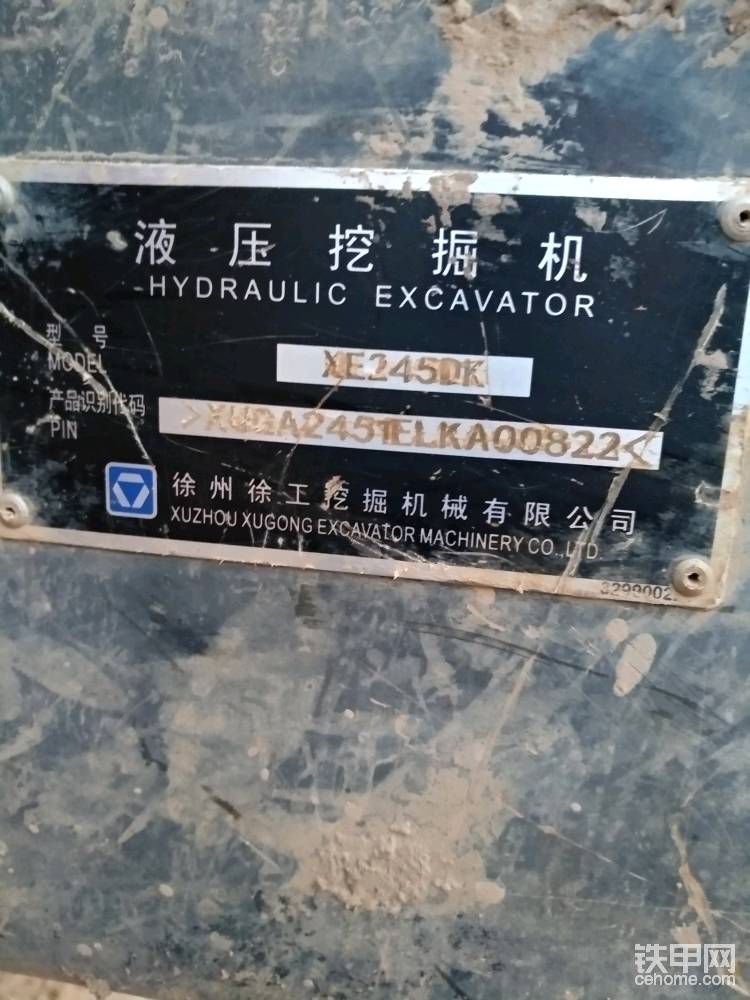 液压挖掘机
HYDRAULIC EXCAVATOR
型号
MODEL
XE245DK
产品识别代码
PIN
>XUGA2451ELKA00822<
徐州徐工挖掘机械有限公司
XUZHOU XUGONG EXCAVATOR MACHINERY CO.,LTD.
铁甲网
cehome.com